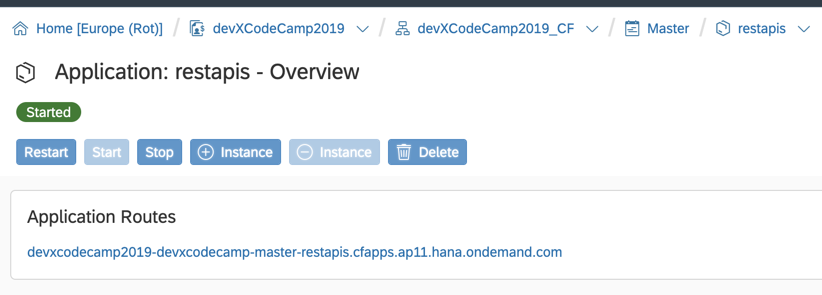 Home [Europe (Rot)] / devXCodeCamp2019 / devXCodeCamp2019_CF / Master / restapis
Application: restapis - Overview
Started
Restart Start Stop Instance Instance Delete
Application Routes
devxcodecamp2019-devxcodecamp-master-restapis.cfapps.ap11.hana.ondemand.com